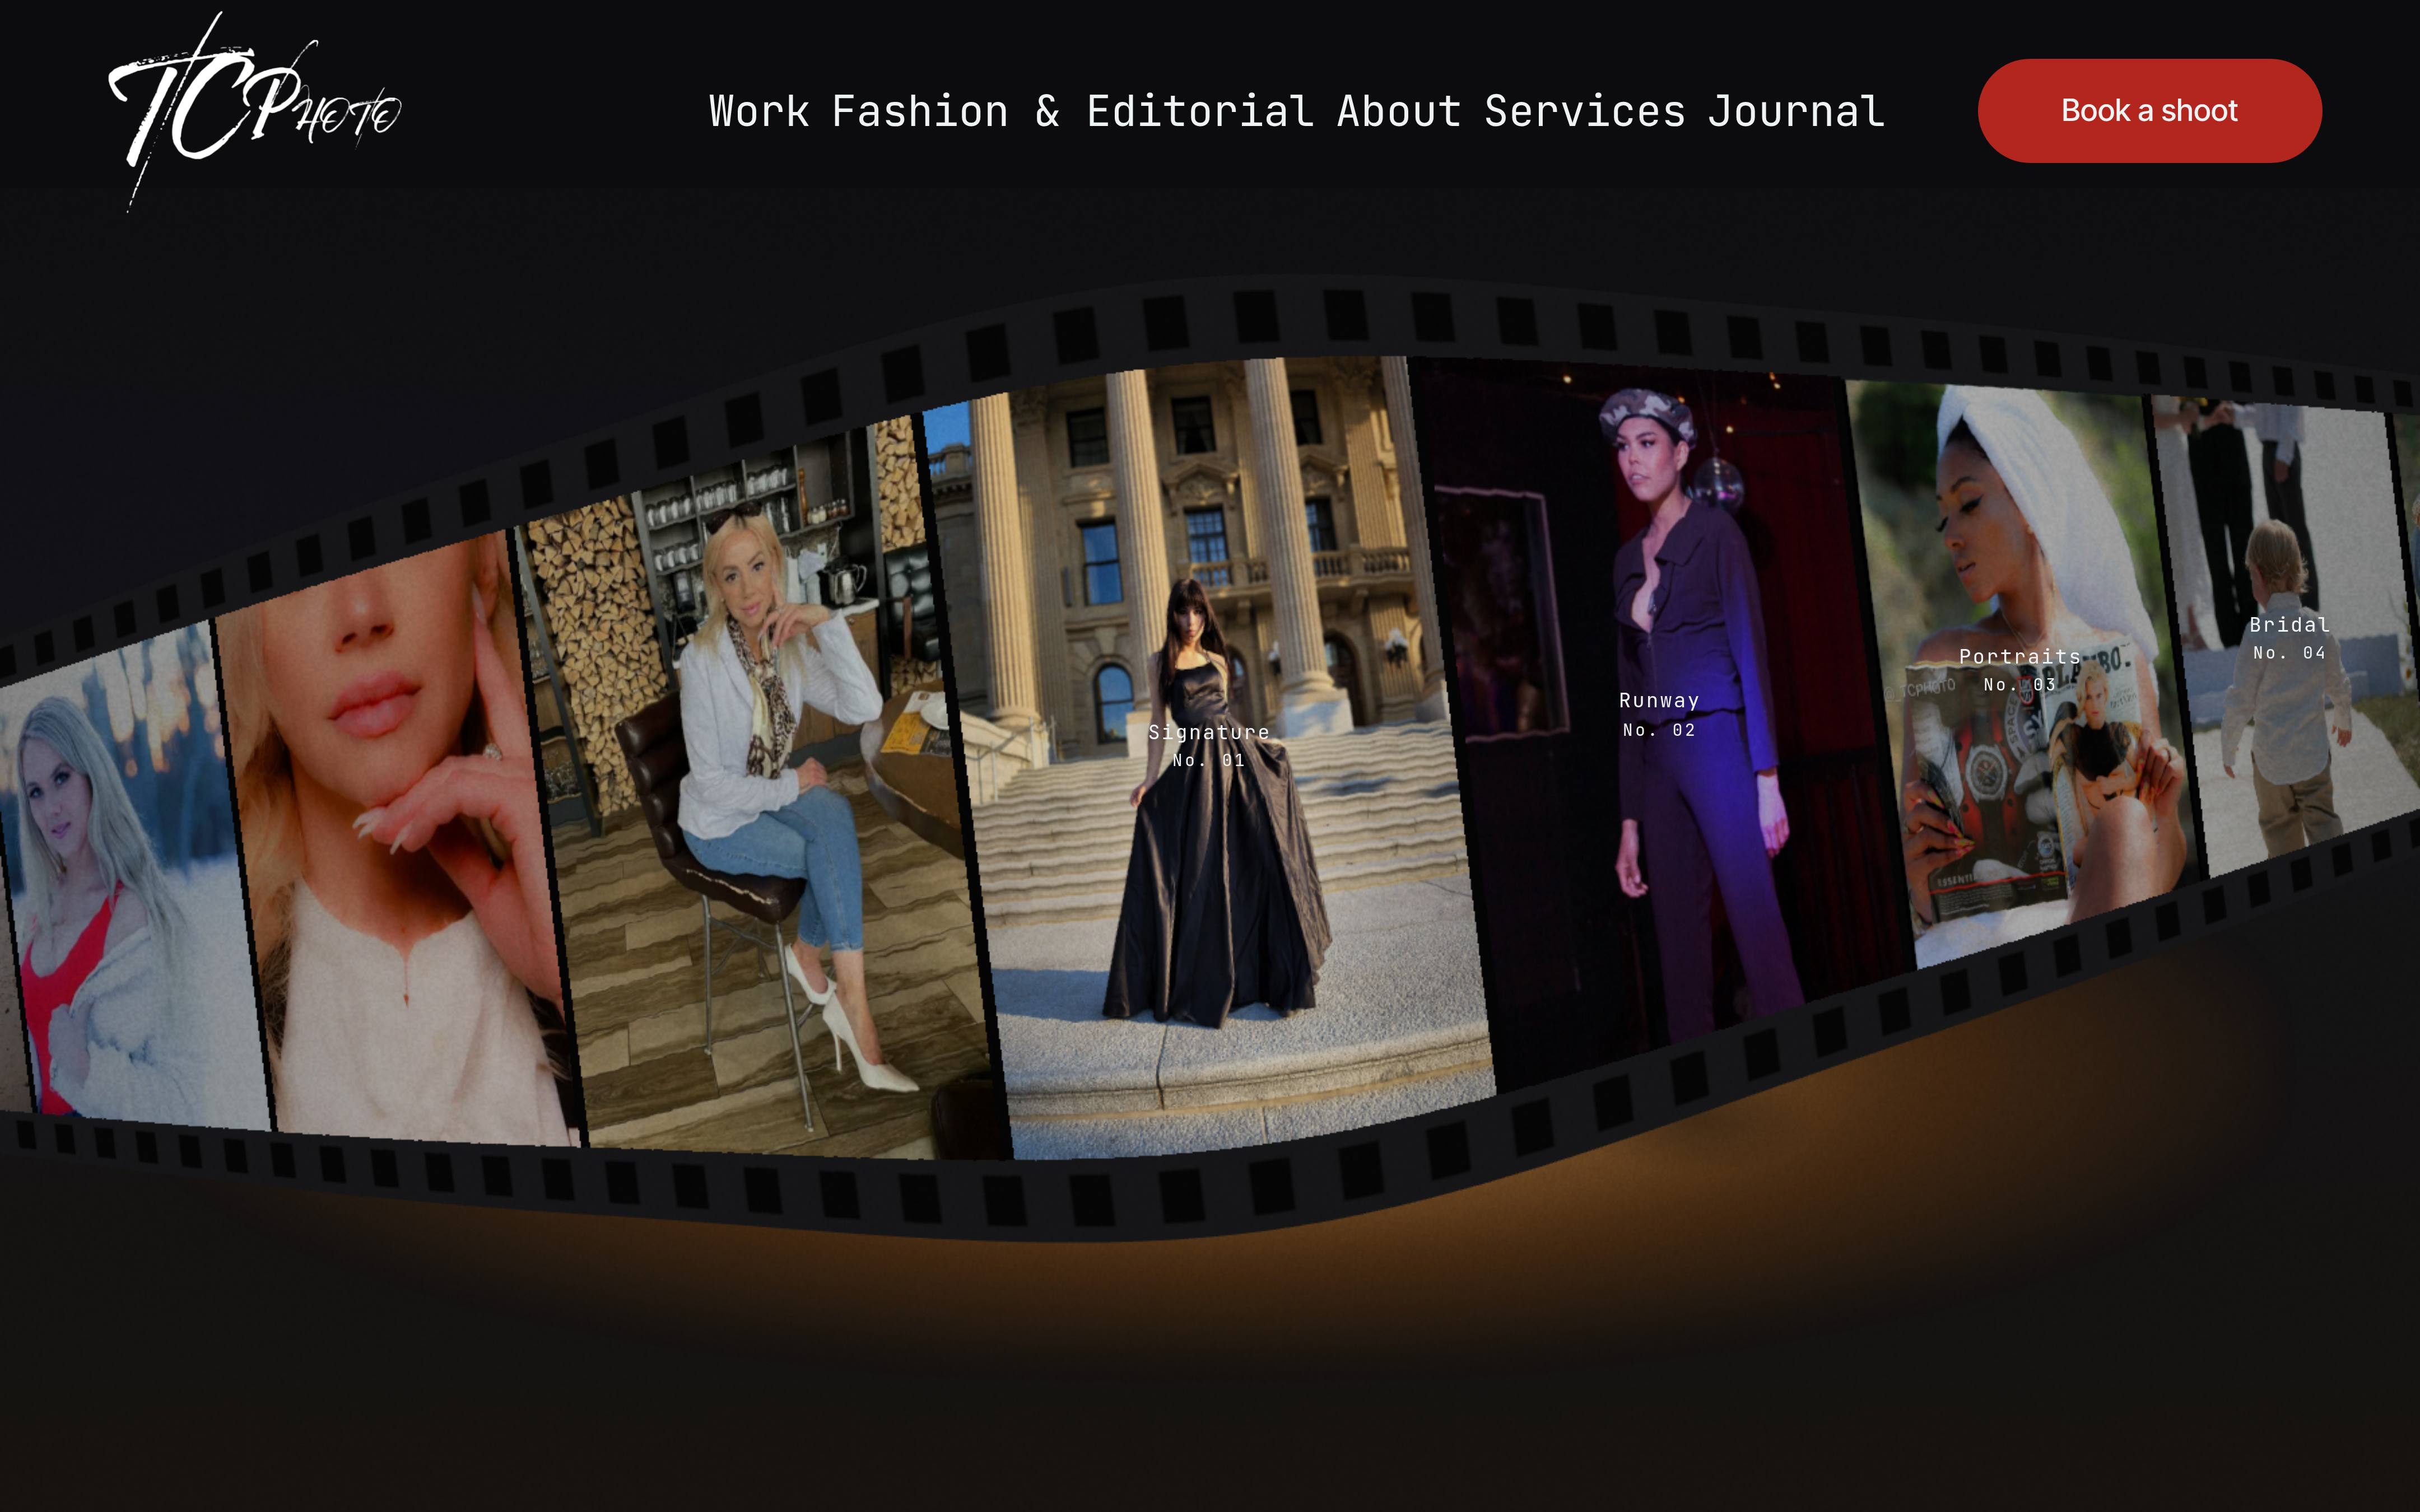 TCPHOTO
Work Fashion & Editorial About Services Journal
Book a shoot
Signature
No. 01
Runway
No. 02
Portraits
No. 03
@_TCPHOTO
Bridal
No. 04